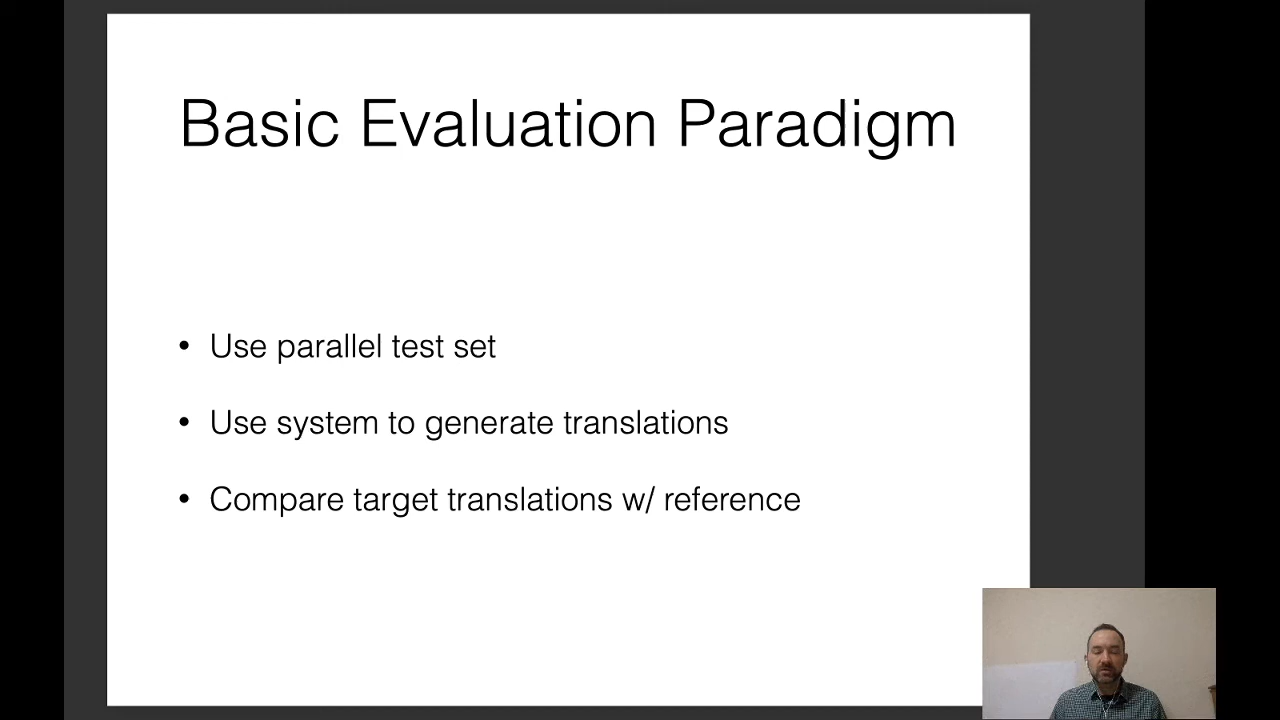 Basic Evaluation Paradigm
• Use parallel test set
• Use system to generate translations
• Compare target translations w/ reference